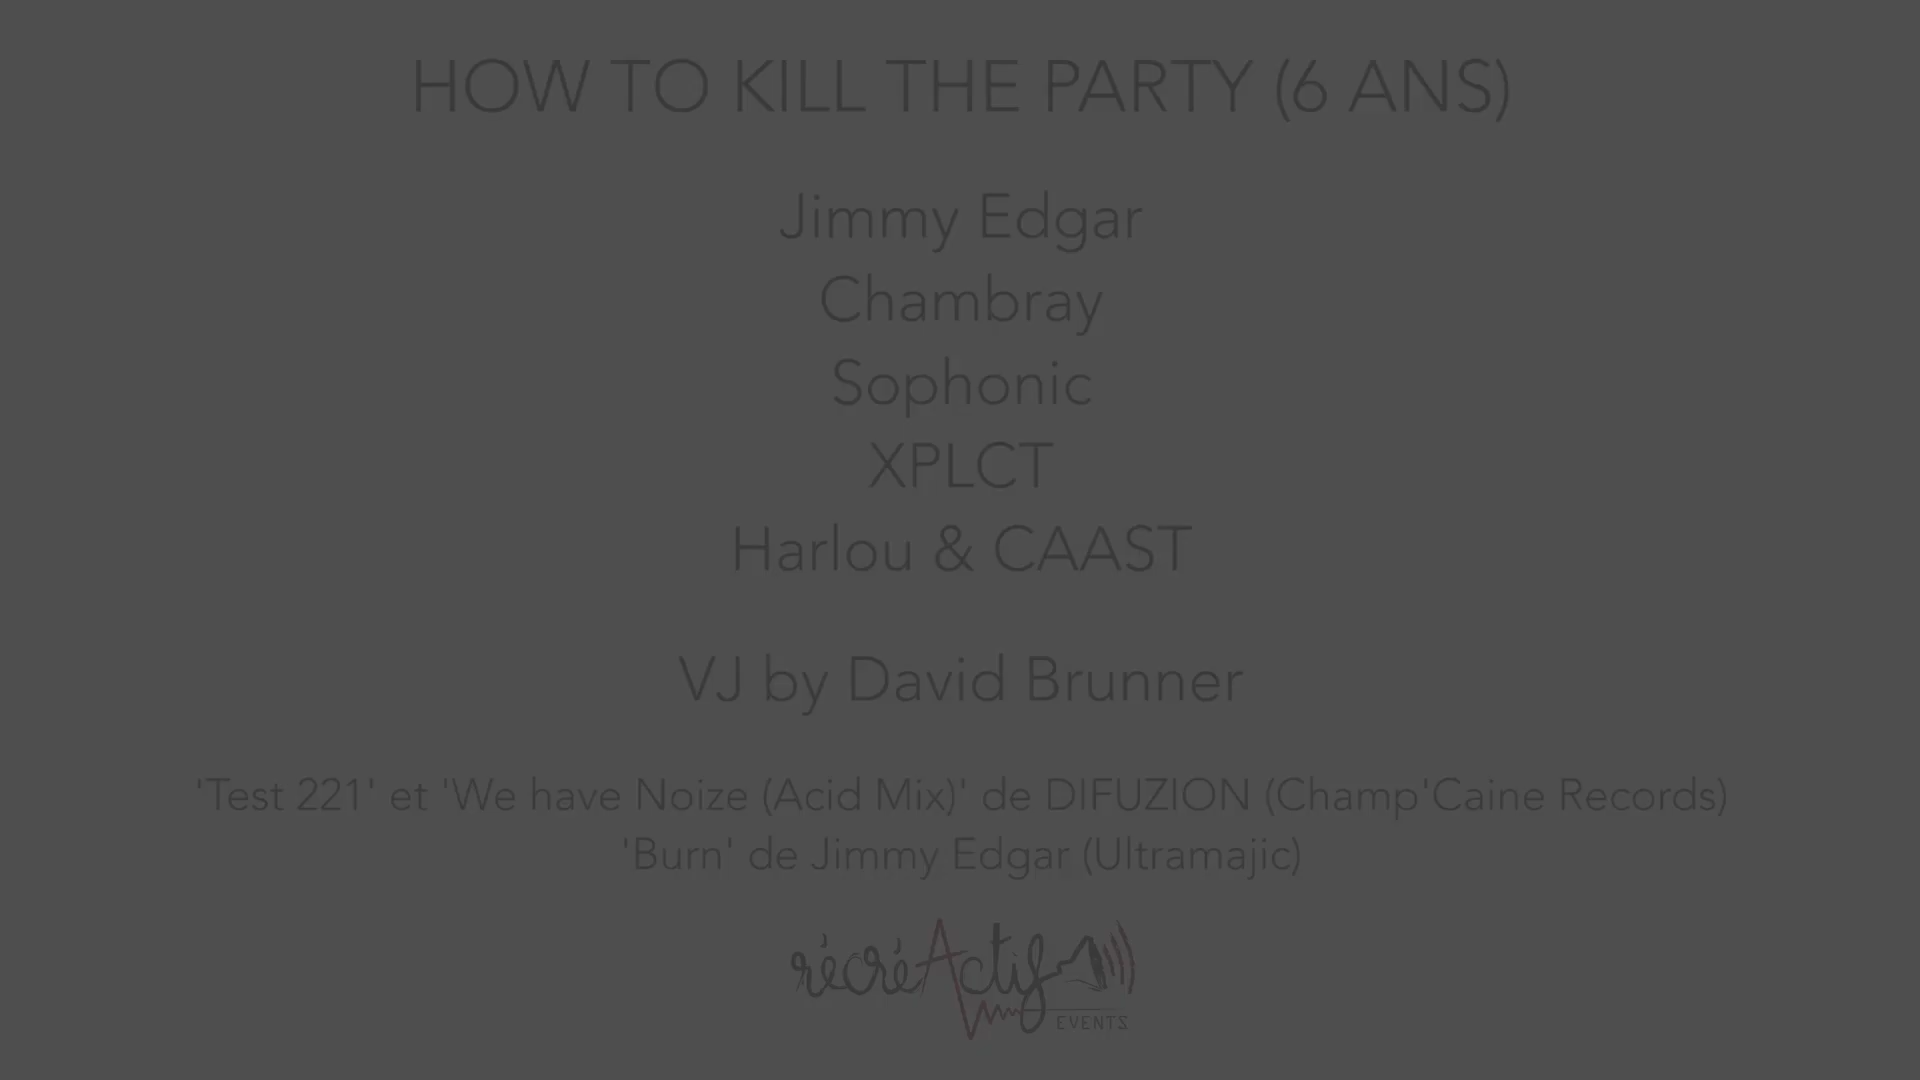 HOW TO KILL THE PARTY (6 ANS)
Jimmy Edgar
Chambray
Sophonic
XPLCT
Harlou & CAAST
VJ by David Brunner
'Test 221' et 'We have Noize (Acid Mix)' de DIFUZION (Champ'Caine Records)
'Burn' de Jimmy Edgar (Ultramajic)
récréActif
EVENTS